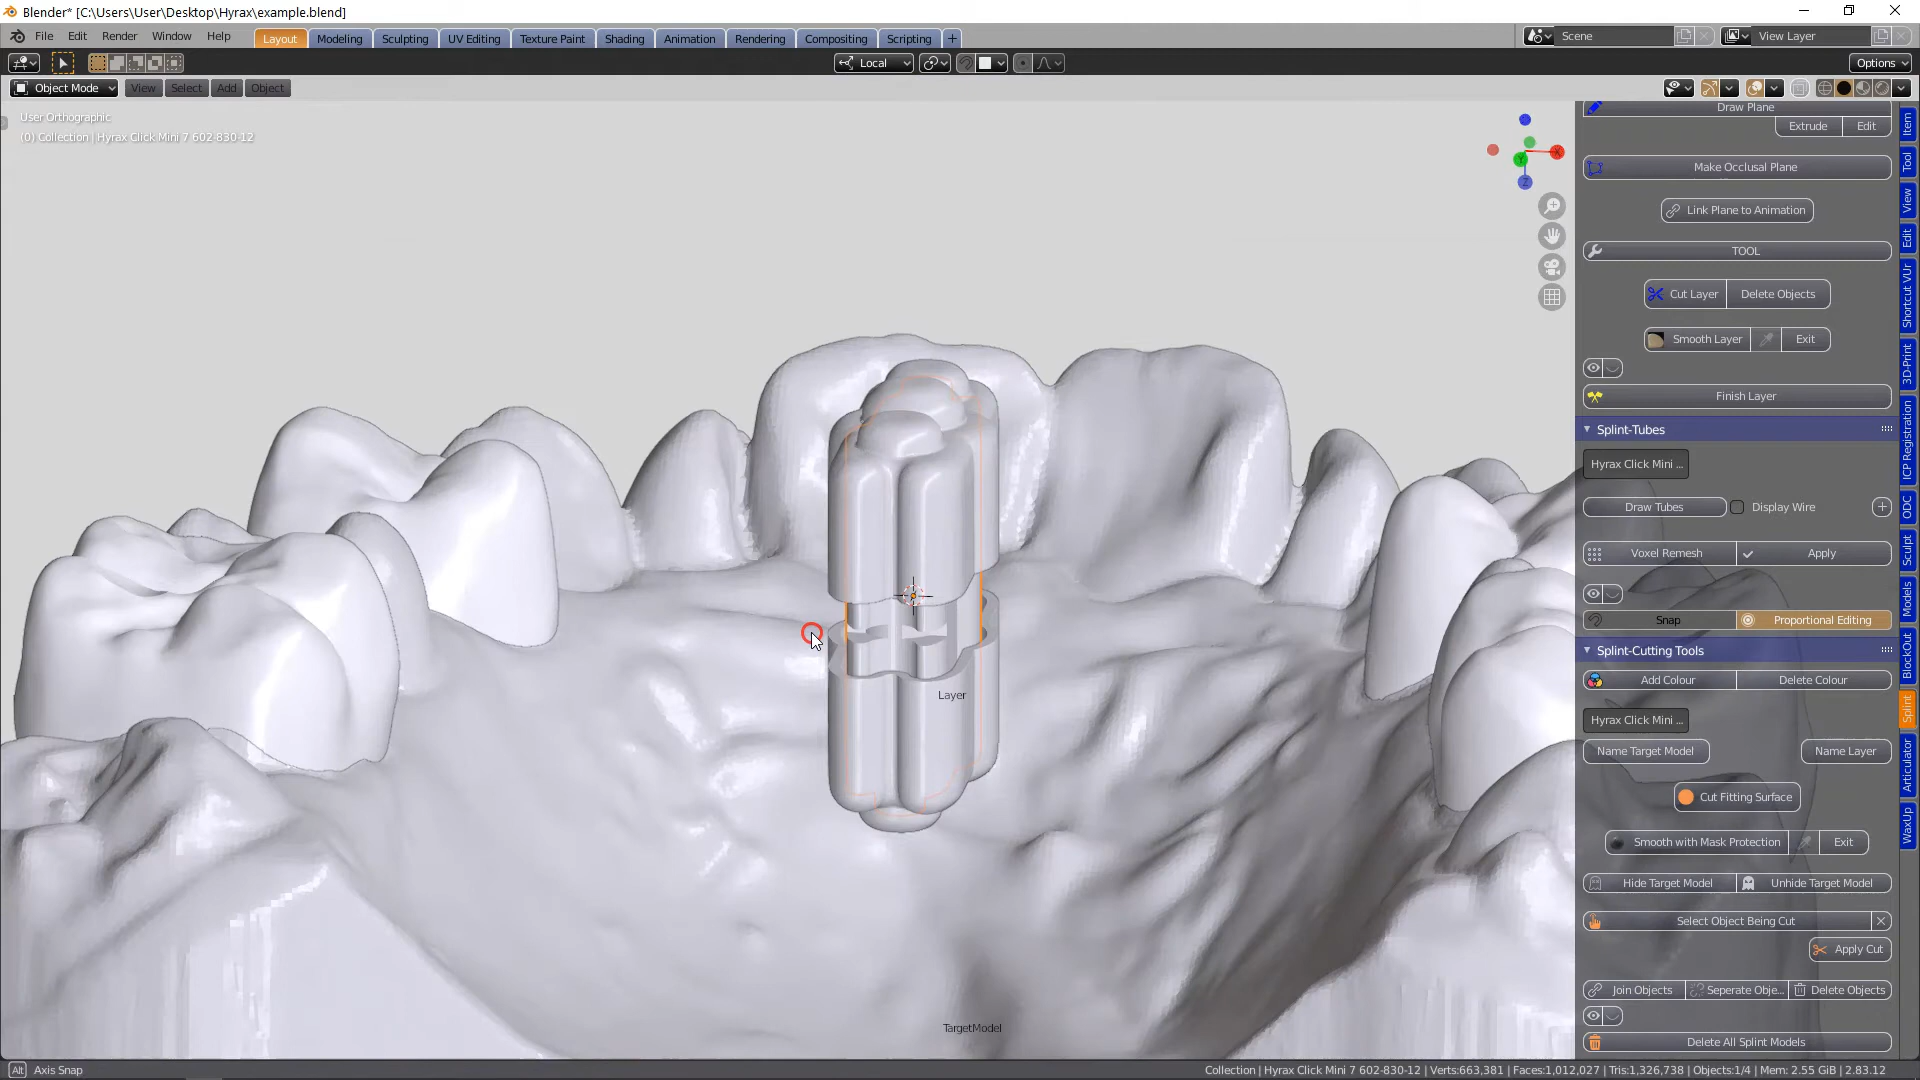 Blender* [C:\Users\User\Desktop\Hyrax\example.blend]
File Edit Render Window Help Layout Modeling Sculpting UV Editing Texture Paint Shading Animation Rendering Compositing Scripting + Scene View Layer
Local Options
Object Mode View Select Add Object
User Orthographic
(0) Collection | Hyrax Click Mini 7 602-830-12
X
Y
Z
Draw Plane
Extrude Edit
Make Occlusal Plane
Link Plane to Animation
TOOL
Cut Layer Delete Objects
Smooth Layer Exit
Finish Layer
Splint-Tubes
Hyrax Click Mini ...
Draw Tubes Display Wire
Voxel Remesh Apply
Snap Proportional Editing
Splint-Cutting Tools
Add Colour Delete Colour
Hyrax Click Mini ...
Name Target Model Name Layer
Cut Fitting Surface
Smooth with Mask Protection Exit
Hide Target Model Unhide Target Model
Select Object Being Cut
Apply Cut
Join Objects Seperate Obje... Delete Objects
Delete All Splint Models
Item
Tool
View
Edit
Shortcut VUr
3D-Print
ICP Registration
ODC
Sculpt
Models
BlockOut
Splint
Articulator
WaxUp
Layer
TargetModel
Alt Axis Snap
Collection | Hyrax Click Mini 7 602-830-12 | Verts:663,381 | Faces:1,012,027 | Tris:1,326,738 | Objects:1/4 | Mem: 2.55 GiB | 2.83.12